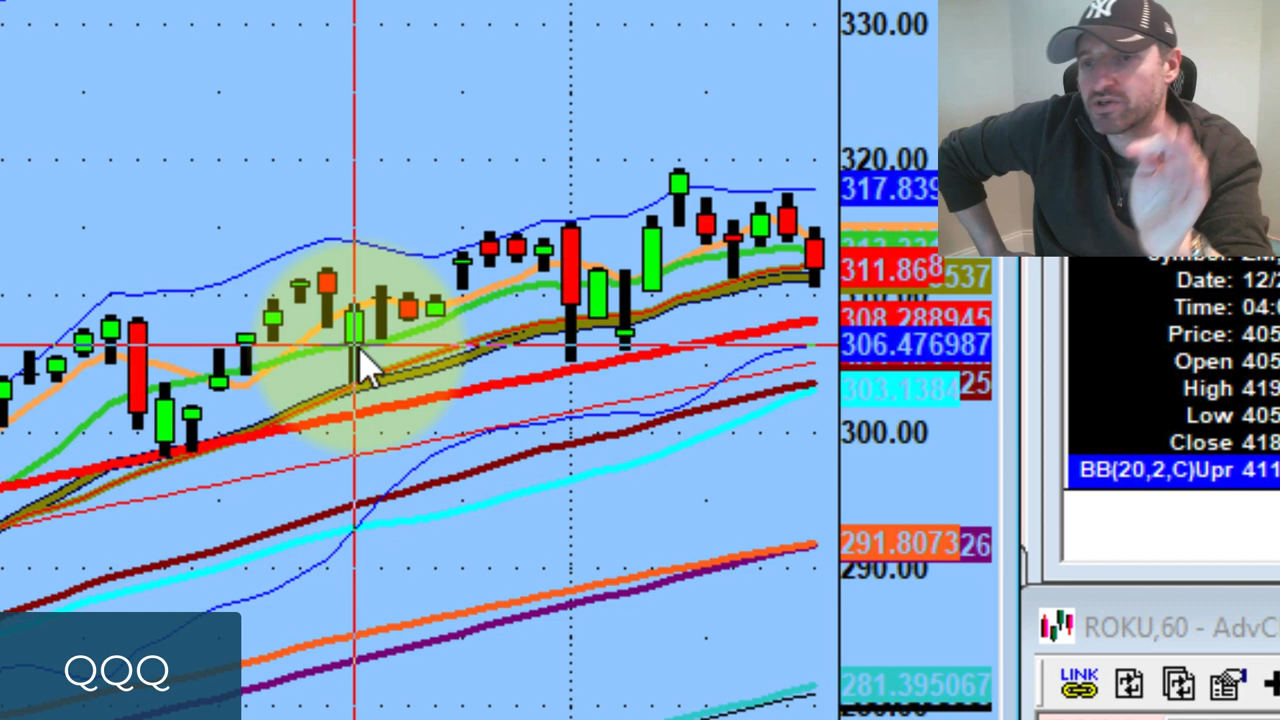 330.00
320.00
317.839
311.868
537
308.288945
306.476987
303.1384
25
300.00
291.8073
26
290.00
281.395067
NY
Date: 12/2
Time: 04:
Price: 405
Open 405
High 419
Low 405
Close 418
BB(20,2,C)Upr 411
ROKU,60 - AdvC
LINK
QQQ